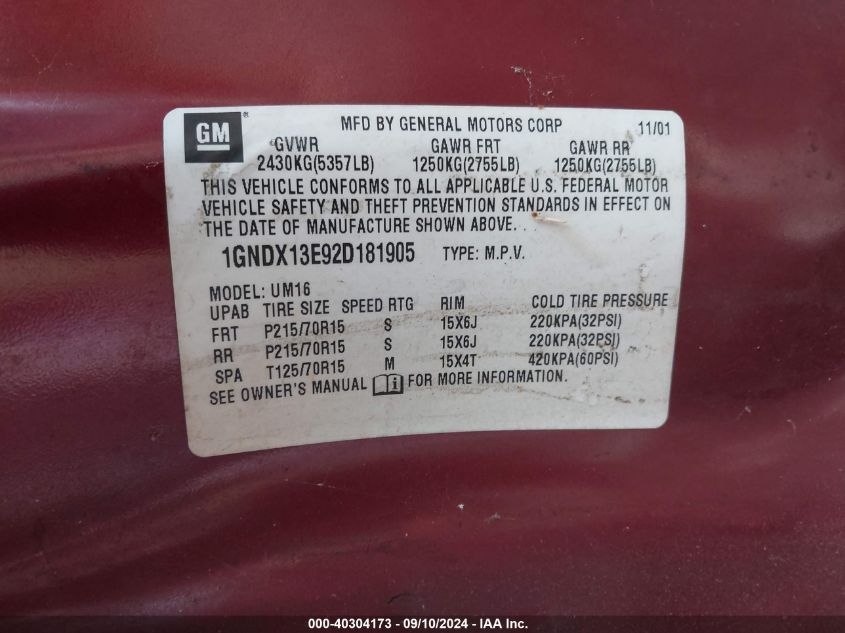 GM
®
MFD BY GENERAL MOTORS CORP 11/01
GVWR GAWR FRT GAWR RR
2430KG(5357LB) 1250KG(2755LB) 1250KG(2755LB)
THIS VEHICLE CONFORMS TO ALL APPLICABLE U.S. FEDERAL MOTOR
VEHICLE SAFETY AND THEFT PREVENTION STANDARDS IN EFFECT ON
THE DATE OF MANUFACTURE SHOWN ABOVE.
1GNDX13E92D181905 TYPE: M.P.V.
MODEL: UM16
UPAB TIRE SIZE SPEED RTG RIM COLD TIRE PRESSURE
FRT P215/70R15 S 15X6J 220KPA(32PSI)
RR P215/70R15 S 15X6J 220KPA(32PSI)
SPA T125/70R15 M 15X4T 420KPA(60PSI)
SEE OWNER'S MANUAL FOR MORE INFORMATION.
000-40304173 - 09/10/2024 - IAA Inc.